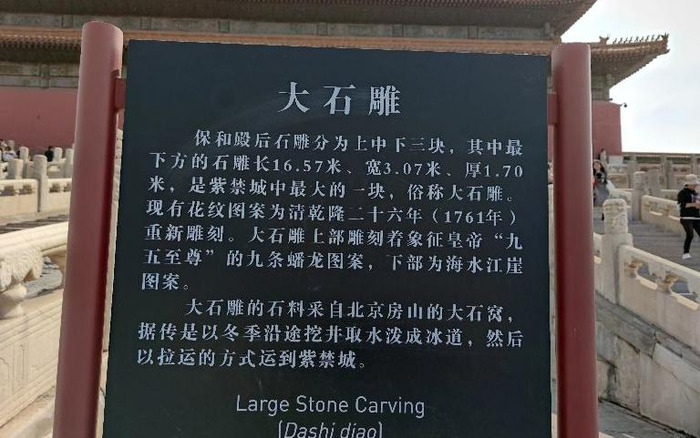 大石雕
保和殿后石雕分为上中下三块，其中最
下方的石雕长16.57米、宽3.07米、厚1.70
米，是紫禁城中最大的一块，俗称大石雕。
现有花纹图案为清乾隆二十六年（1761年）
重新雕刻。大石雕上部雕刻着象征皇帝“九
五至尊”的九条蟠龙图案，下部为海水江崖
图案。
大石雕的石料采自北京房山的大石窝，
据传是以冬季沿途挖井取水泼成冰道，然后
以拉运的方式运到紫禁城。
Large Stone Carving
(Dashi diao)